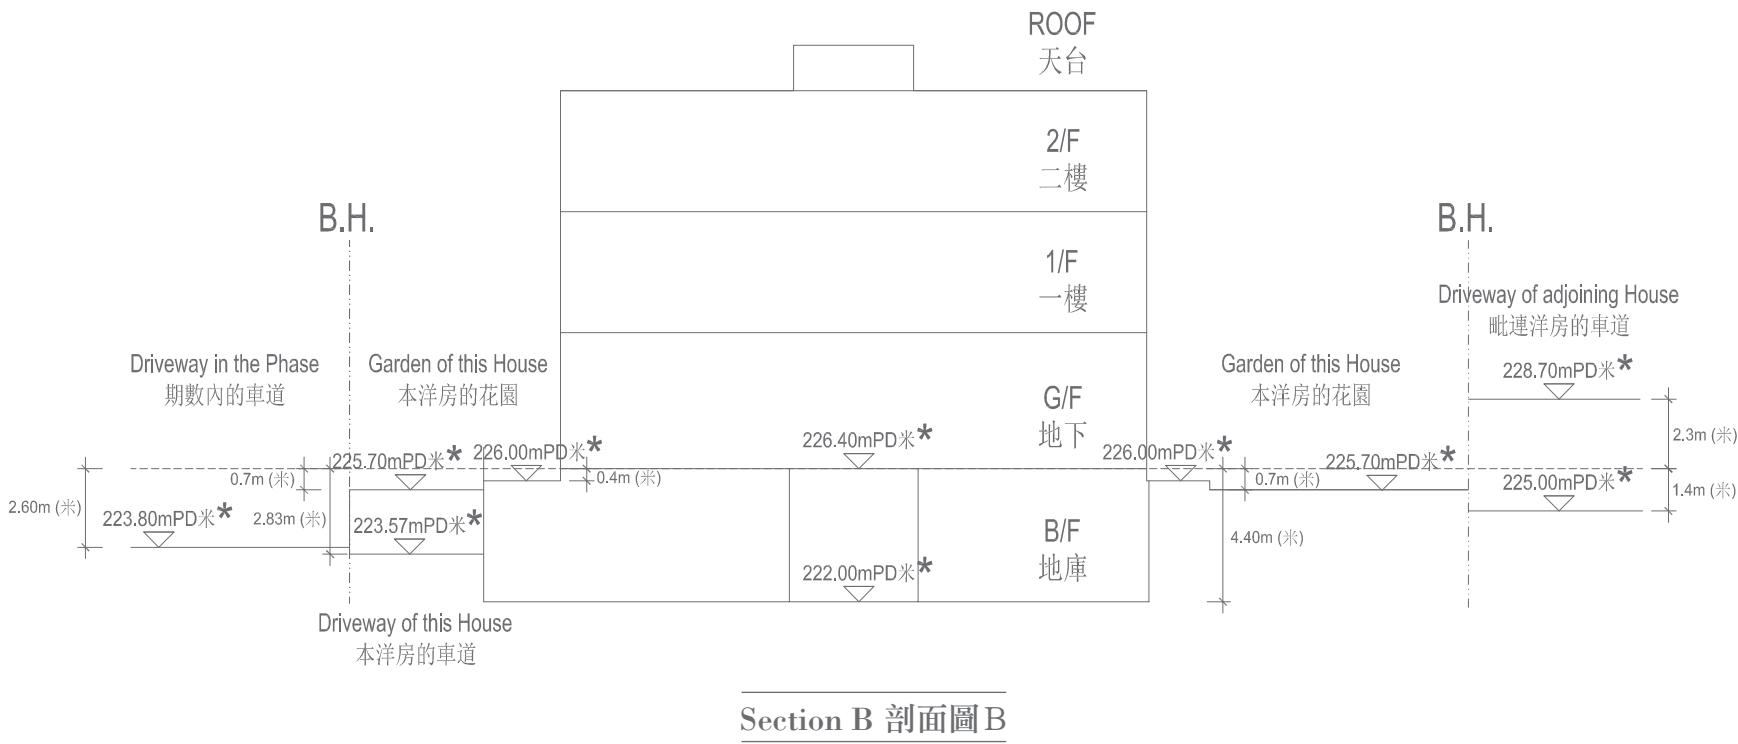 ROOF
天台
2/F
二樓
B.H.
B.H.
1/F
一樓
Driveway of adjoining House
毗連洋房的車道
Driveway in the Phase
期數內的車道
Garden of this House
本洋房的花園
G/F
地下
Garden of this House
本洋房的花園
228.70mPD米*
2.3m (米)
225.70mPD米*
226.00mPD米*
226.40mPD米*
226.00mPD米*
225.70mPD米*
0.7m (米)
0.4m (米)
0.7m (米)
225.00mPD米*
1.4m (米)
2.60m (米)
223.80mPD米*
2.83m (米)
223.57mPD米*
B/F
地庫
4.40m (米)
222.00mPD米*
Driveway of this House
本洋房的車道
Section B 剖面圖B